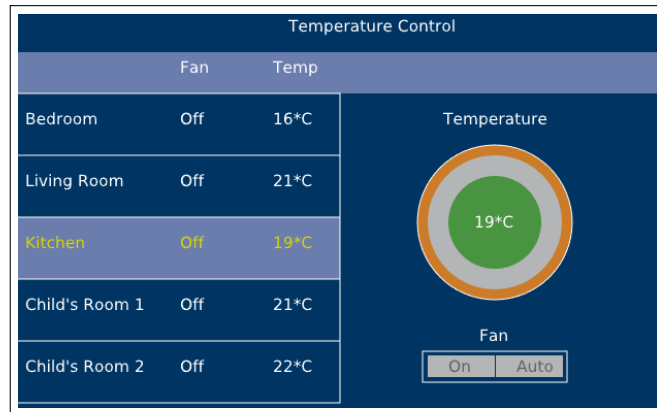 Temperature Control
Fan Temp
Bedroom Off 16*C
Temperature
Living Room Off 21*C
19*C
Kitchen Off 19*C
Child's Room 1 Off 21*C
Fan
Child's Room 2 Off 22*C
On Auto